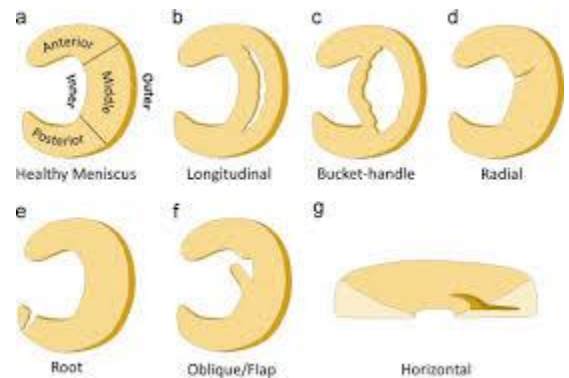 a
Anterior
Inner
Middle
Outer
Posterior
Healthy Meniscus
b
Longitudinal
c
Bucket-handle
d
Radial
e
Root
f
Oblique/Flap
g
Horizontal